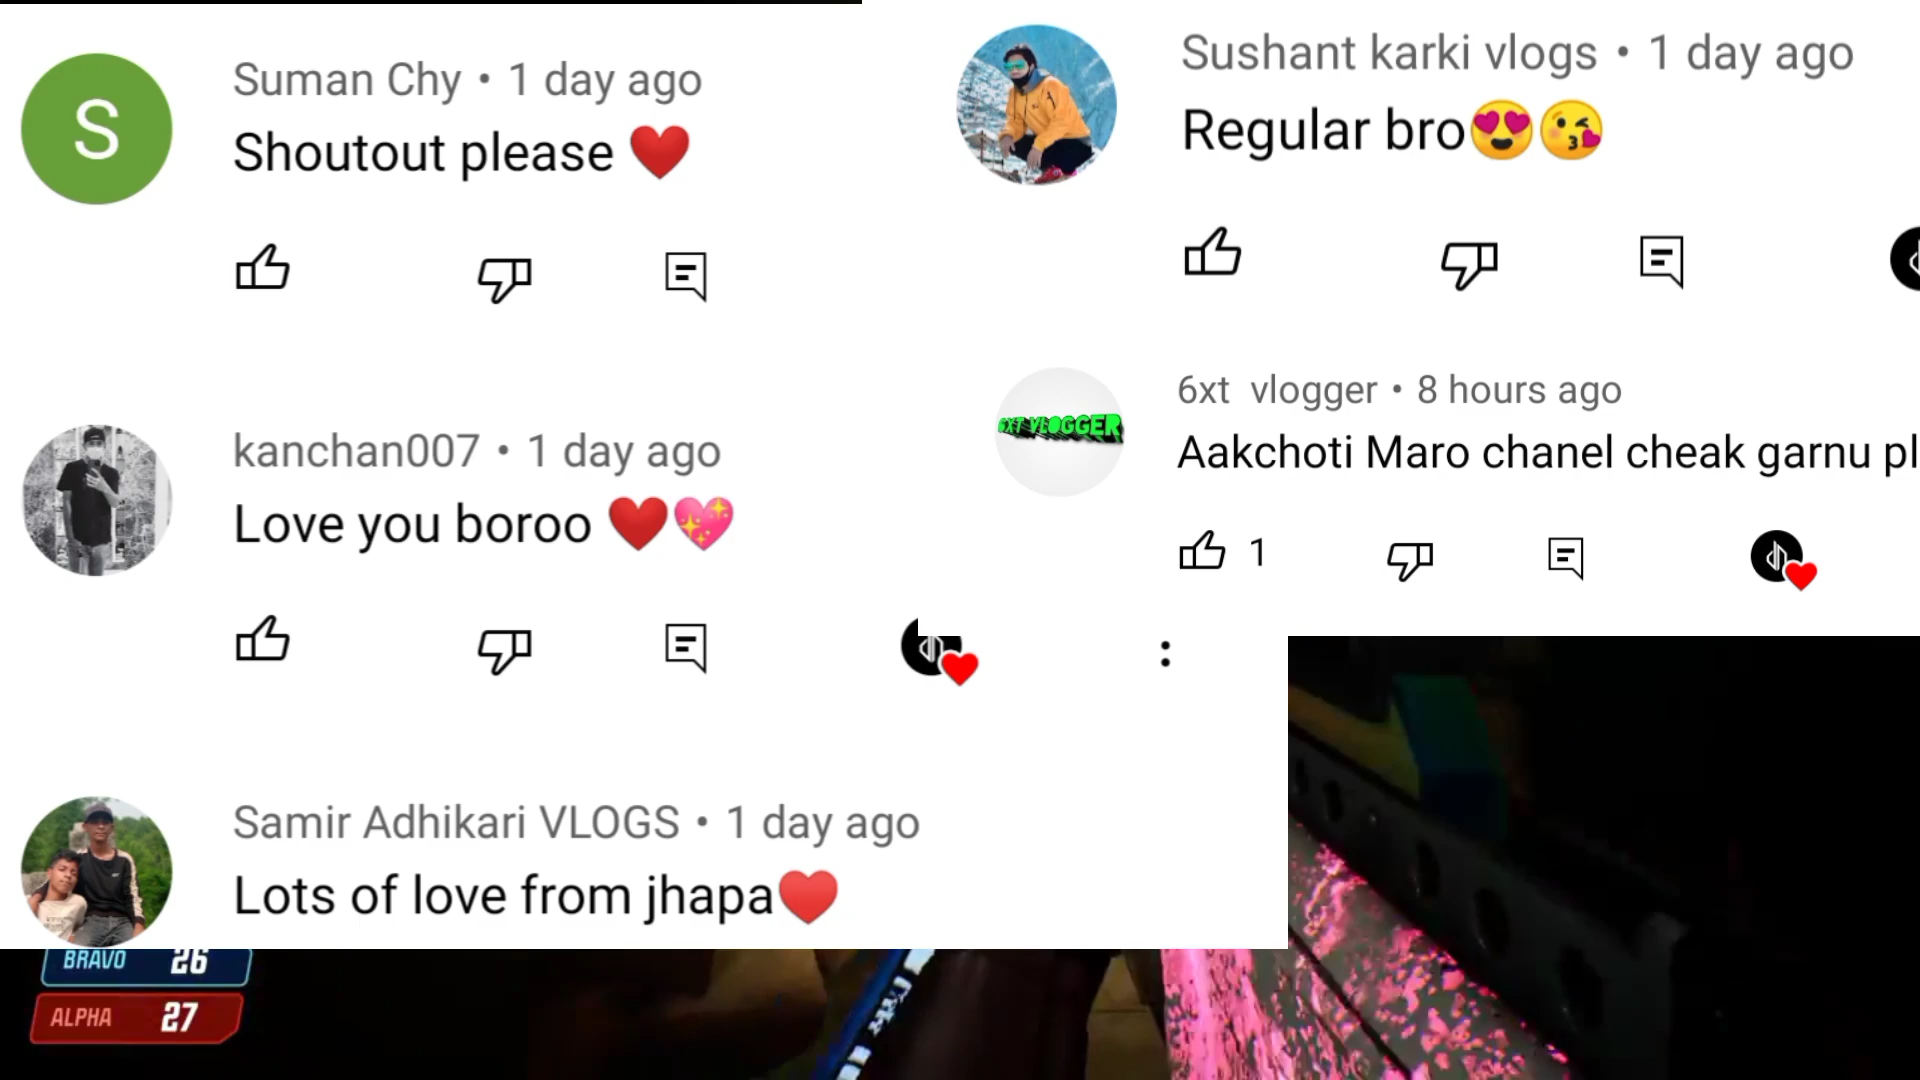 S
Suman Chy • 1 day ago
Shoutout please ❤️
kanchan007 • 1 day ago
Love you boroo ❤️💖
Samir Adhikari VLOGS • 1 day ago
Lots of love from jhapa❤️
Sushant karki vlogs • 1 day ago
Regular bro😍😘
6XT VLOGGER
6xt vlogger • 8 hours ago
Aakchoti Maro chanel cheak garnu pl
1
BRAVO 26
ALPHA 27